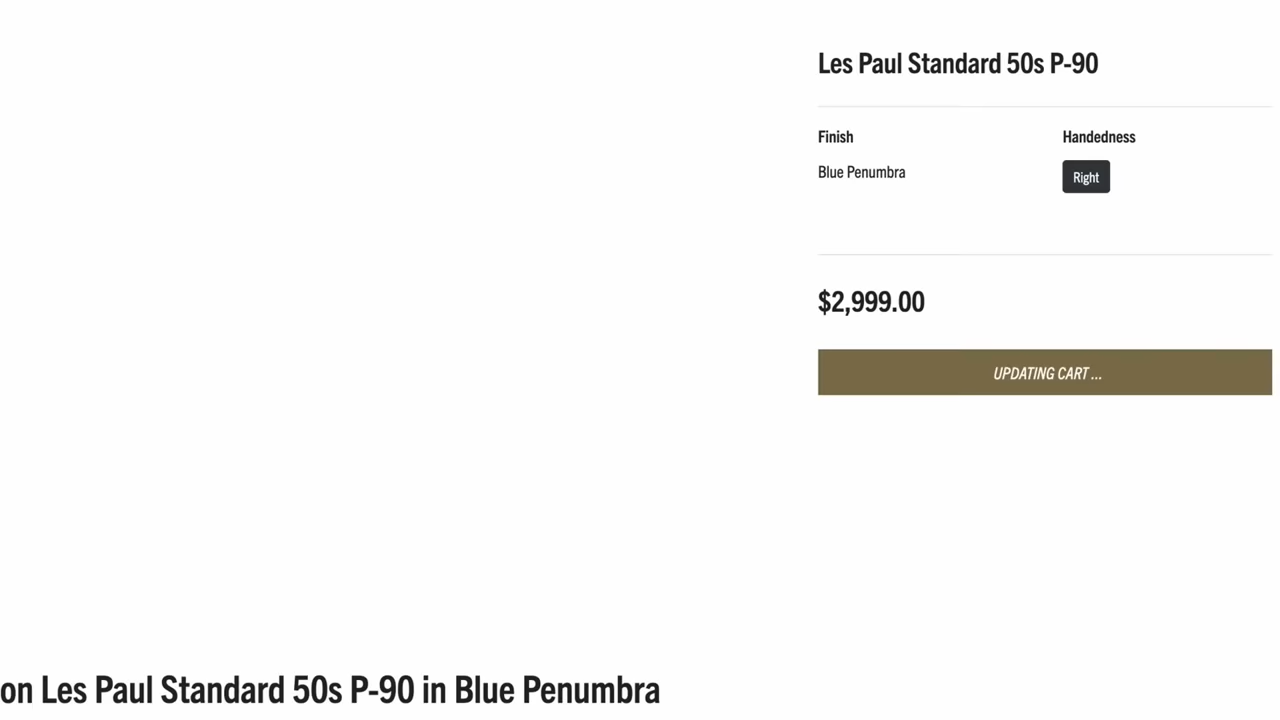 Les Paul Standard 50s P-90
Finish
Handedness
Blue Penumbra
Right
$2,999.00
UPDATING CART ...
on Les Paul Standard 50s P-90 in Blue Penumbra